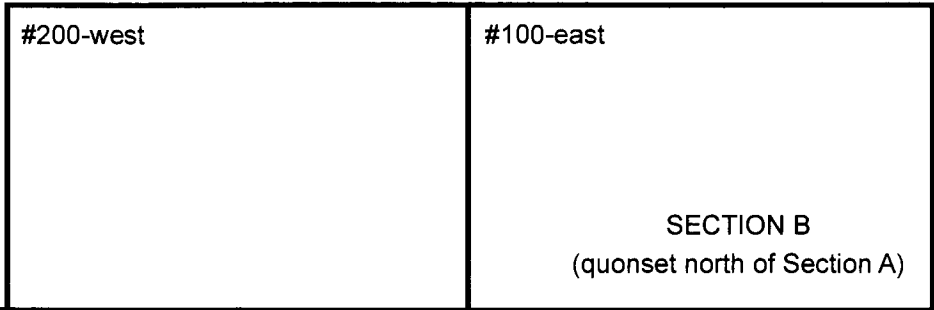 #200-west
#100-east
SECTION B
(quonset north of Section A)